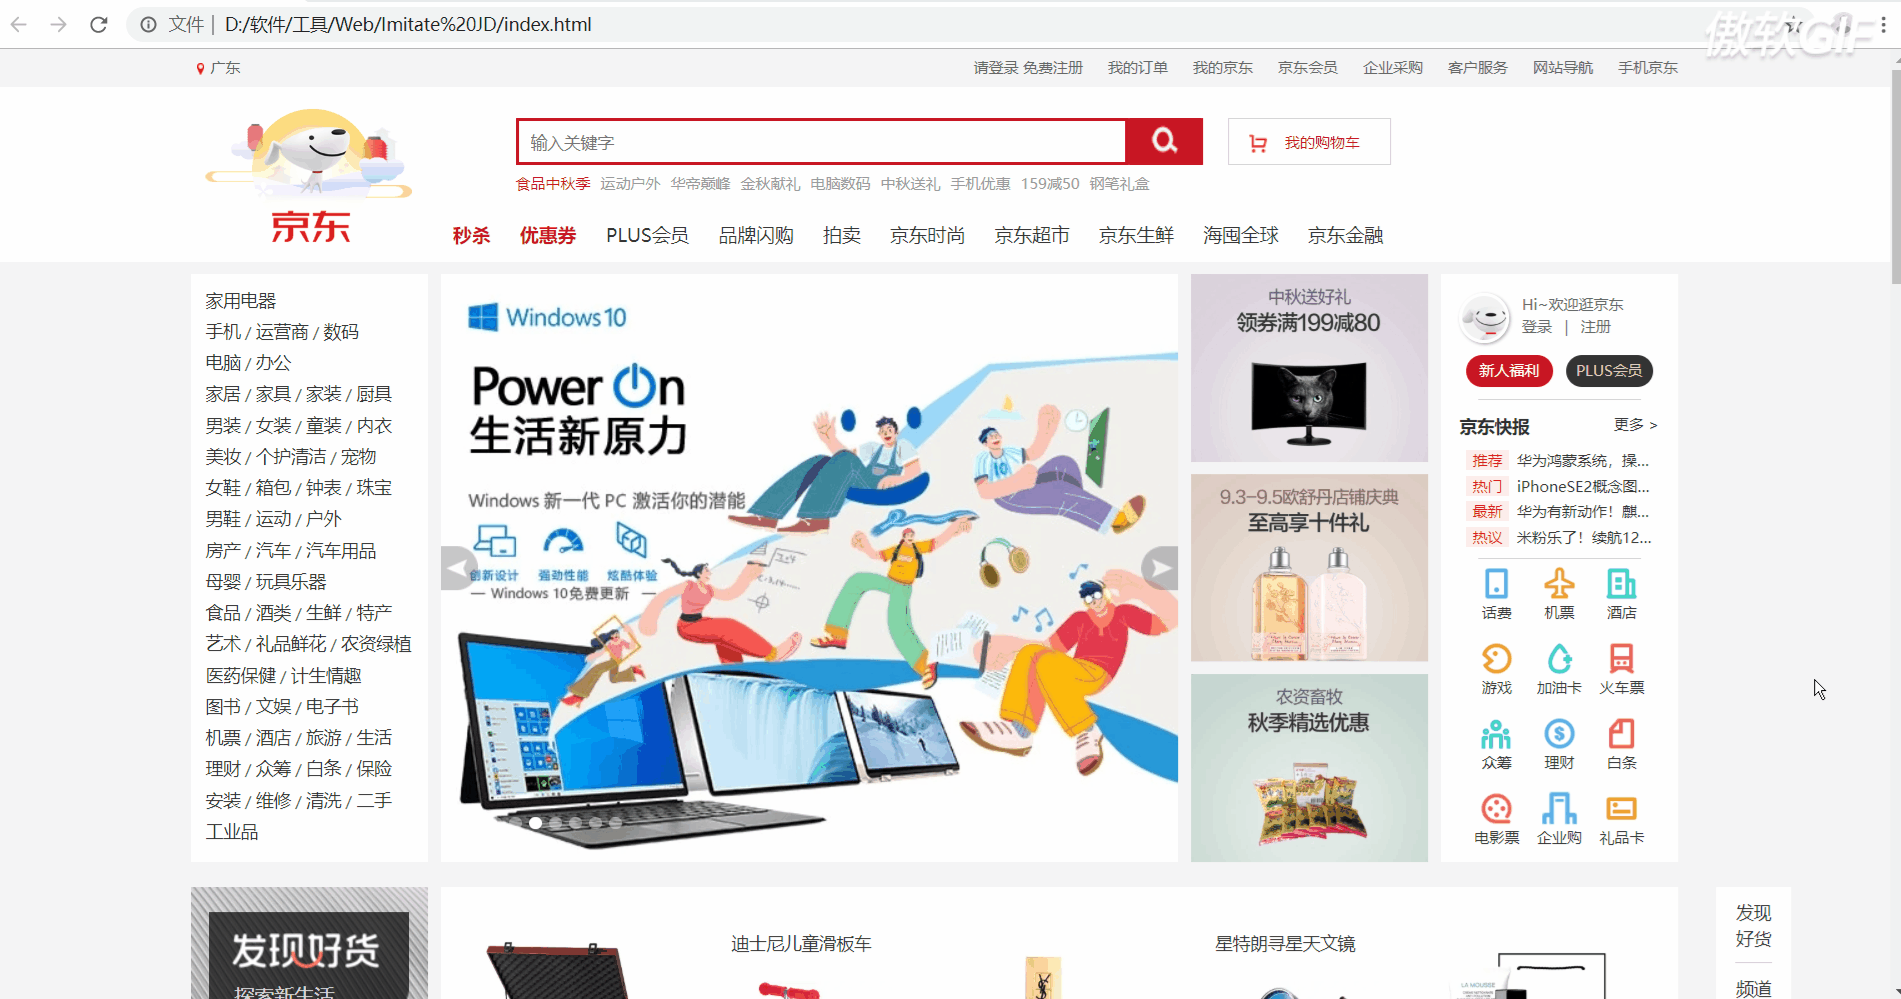 文件 | D:/软件/工具/Web/Imitate%20JD/index.html
傲软GIF
广东
请登录 免费注册 我的订单 我的京东 京东会员 企业采购 客户服务 网站导航 手机京东
京东
输入关键字
我的购物车
食品中秋季 运动户外 华帝巅峰 金秋献礼 电脑数码 中秋送礼 手机优惠 159减50 钢笔礼盒
秒杀 优惠券 PLUS会员 品牌闪购 拍卖 京东时尚 京东超市 京东生鲜 海囤全球 京东金融
家用电器
手机 / 运营商 / 数码
电脑 / 办公
家居 / 家具 / 家装 / 厨具
男装 / 女装 / 童装 / 内衣
美妆 / 个护清洁 / 宠物
女鞋 / 箱包 / 钟表 / 珠宝
男鞋 / 运动 / 户外
房产 / 汽车 / 汽车用品
母婴 / 玩具乐器
食品 / 酒类 / 生鲜 / 特产
艺术 / 礼品鲜花 / 农资绿植
医药保健 / 计生情趣
图书 / 文娱 / 电子书
机票 / 酒店 / 旅游 / 生活
理财 / 众筹 / 白条 / 保险
安装 / 维修 / 清洗 / 二手
工业品
Windows 10
Power On
生活新原力
Windows 新一代 PC 激活你的潜能
创新设计 强劲性能 炫酷体验
— Windows 10免费更新 —
中秋送好礼
领券满199减80
9.3-9.5欧舒丹店铺庆典
至高享十件礼
农资畜牧
秋季精选优惠
Hi~欢迎逛京东
登录 | 注册
新人福利 PLUS会员
京东快报 更多 >
推荐 华为鸿蒙系统，操...
热门 iPhoneSE2概念图...
最新 华为有新动作！麒...
热议 米粉乐了！续航12...
话费 机票 酒店
游戏 加油卡 火车票
众筹 理财 白条
电影票 企业购 礼品卡
发现好货
探索新生活
迪士尼儿童滑板车
星特朗寻星天文镜
LA MOUSSE
发现
好货
频道